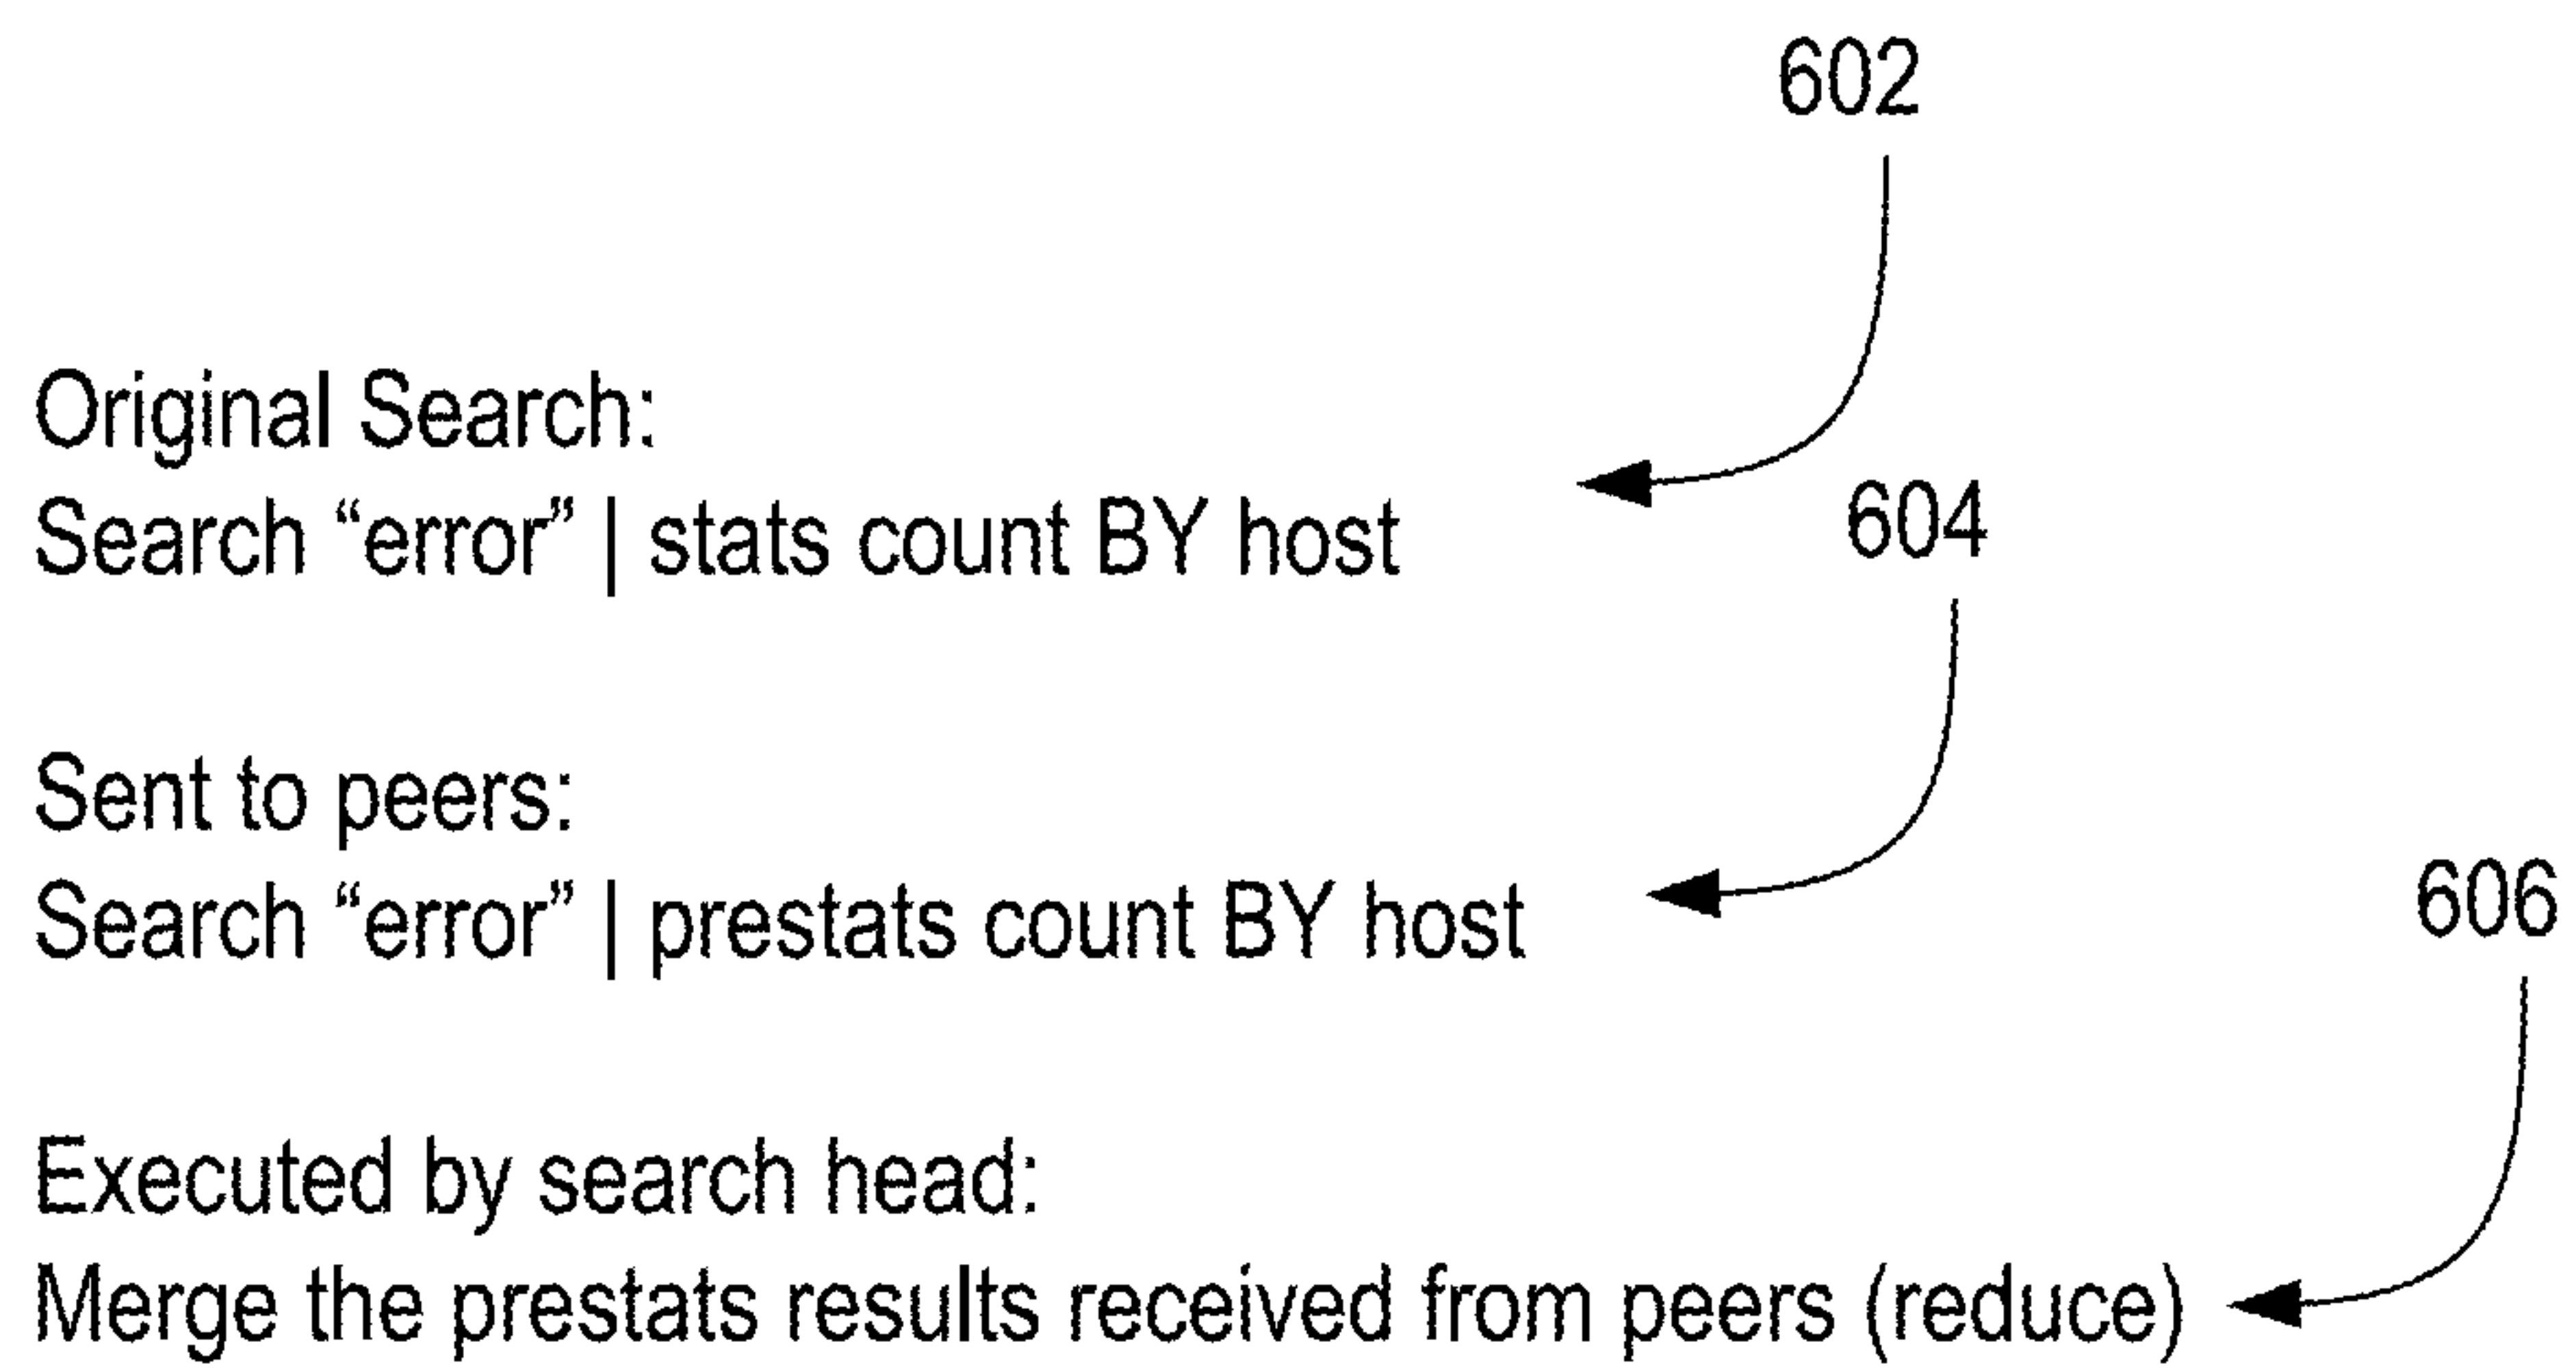 602
Original Search:
Search “error” | stats count BY host
604
Sent to peers:
Search “error” | prestats count BY host
606
Executed by search head:
Merge the prestats results received from peers (reduce)